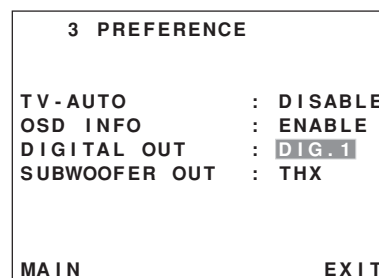 3 PREFERENCE
TV-AUTO : DISABLE
OSD INFO : ENABLE
DIGITAL OUT : DIG.1
SUBWOOFER OUT : THX
MAIN EXIT